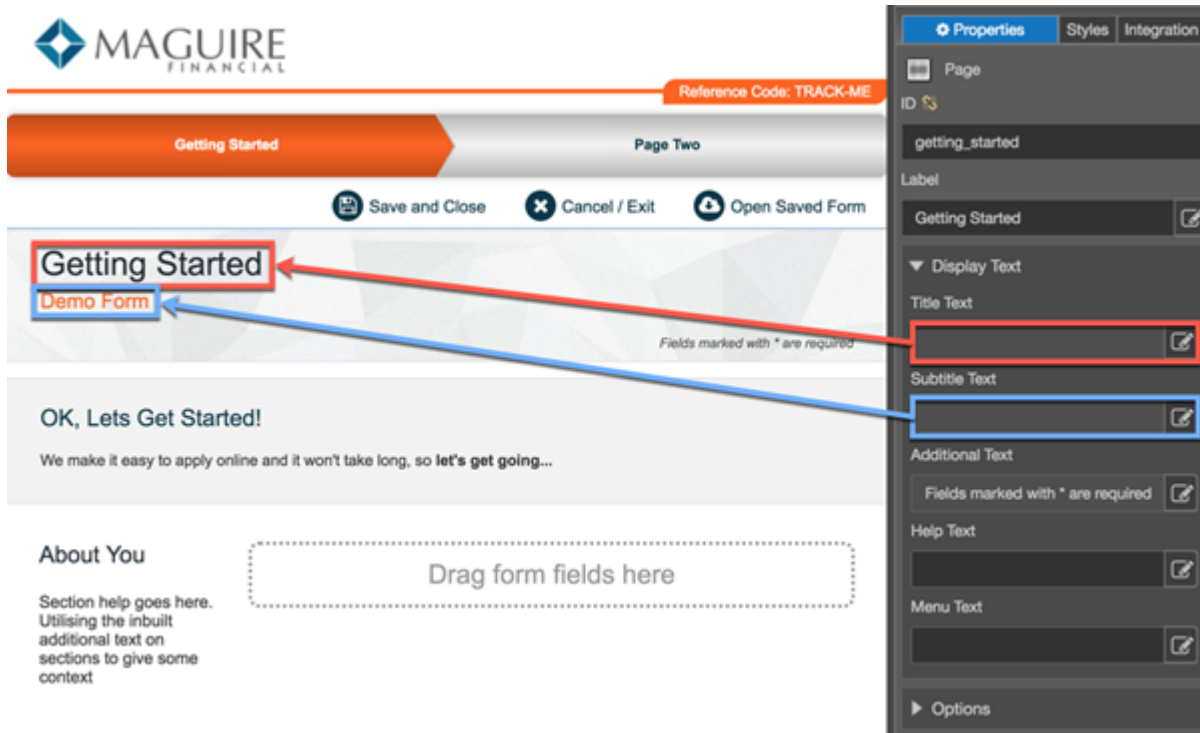 MAGUIRE
FINANCIAL
Reference Code: TRACK-ME
Getting Started
Page Two
Save and Close
Cancel / Exit
Open Saved Form
Getting Started
Demo Form
Fields marked with * are required
OK, Lets Get Started!
We make it easy to apply online and it won't take long, so let's get going...
About You
Section help goes here.
Utilising the inbuilt
additional text on
sections to give some
context
Drag form fields here
Properties
Styles
Integration
Page
ID
getting_started
Label
Getting Started
Display Text
Title Text
Subtitle Text
Additional Text
Fields marked with * are required
Help Text
Menu Text
Options